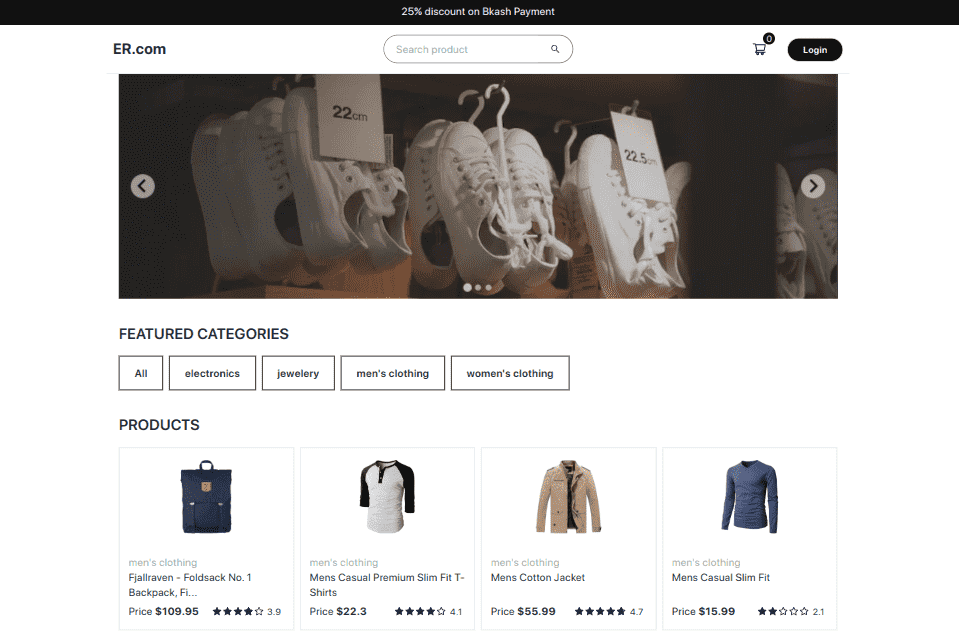 25% discount on Bkash Payment
ER.com
Search product
0
Login
22cm
22.5cm
FEATURED CATEGORIES
All
electronics
jewelery
men's clothing
women's clothing
PRODUCTS
men's clothing
Fjallraven - Foldsack No. 1
Backpack, Fi...
Price $109.95
3.9
men's clothing
Mens Casual Premium Slim Fit T-
Shirts
Price $22.3
4.1
men's clothing
Mens Cotton Jacket
Price $55.99
4.7
men's clothing
Mens Casual Slim Fit
Price $15.99
2.1